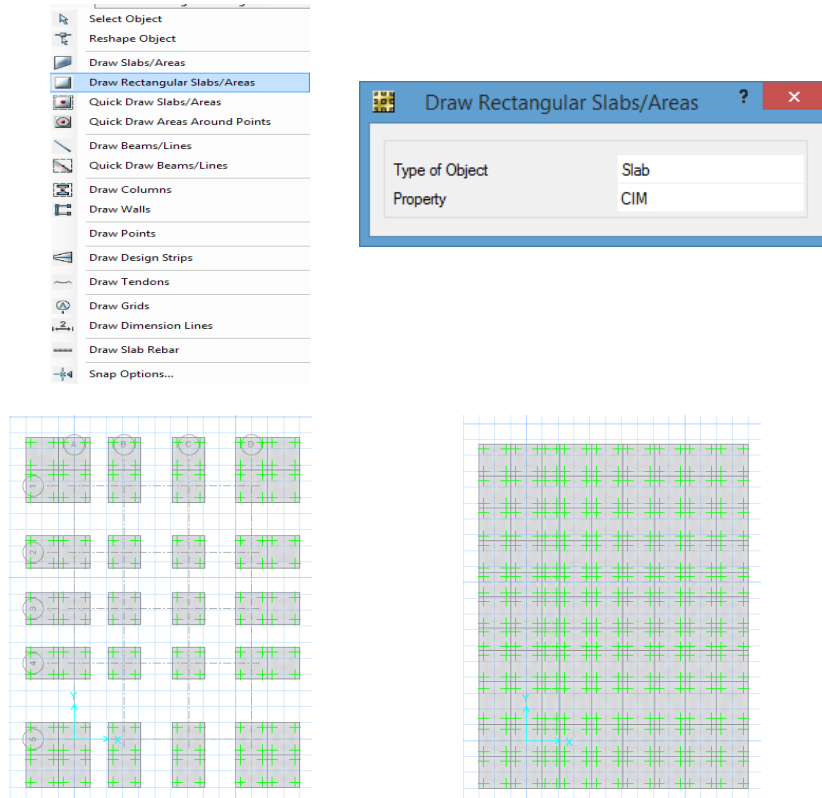 Select Object
Reshape Object
Draw Slabs/Areas
Draw Rectangular Slabs/Areas
Quick Draw Slabs/Areas
Quick Draw Areas Around Points
Draw Beams/Lines
Quick Draw Beams/Lines
Draw Columns
Draw Walls
Draw Points
Draw Design Strips
Draw Tendons
Draw Grids
Draw Dimension Lines
Draw Slab Rebar
Snap Options...
Draw Rectangular Slabs/Areas ? ×
Type of Object Slab
Property CIM
A B C D
1
2
3
4
5
Y
X
Y
X